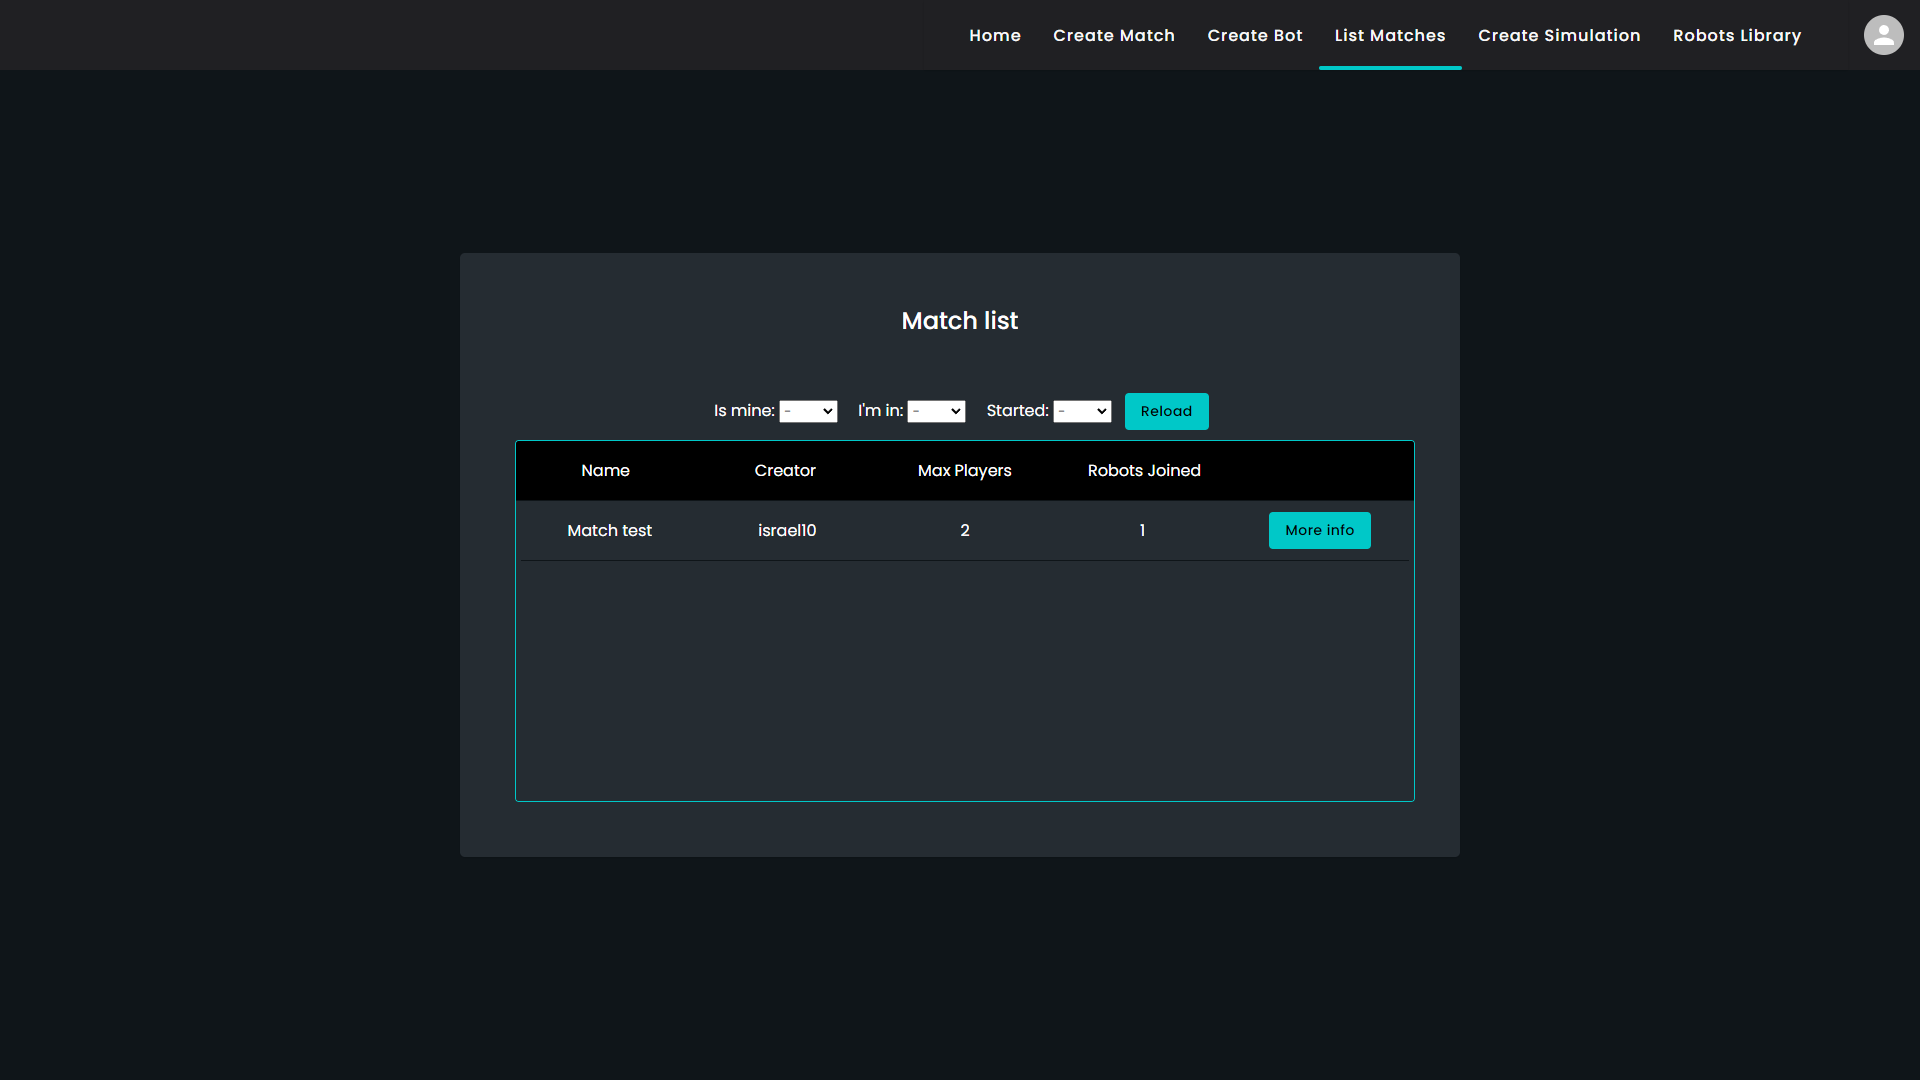 Home Create Match Create Bot List Matches Create Simulation Robots Library
Match list
Is mine: - I'm in: - Started: - Reload
Name Creator Max Players Robots Joined
Match test israel10 2 1 More info